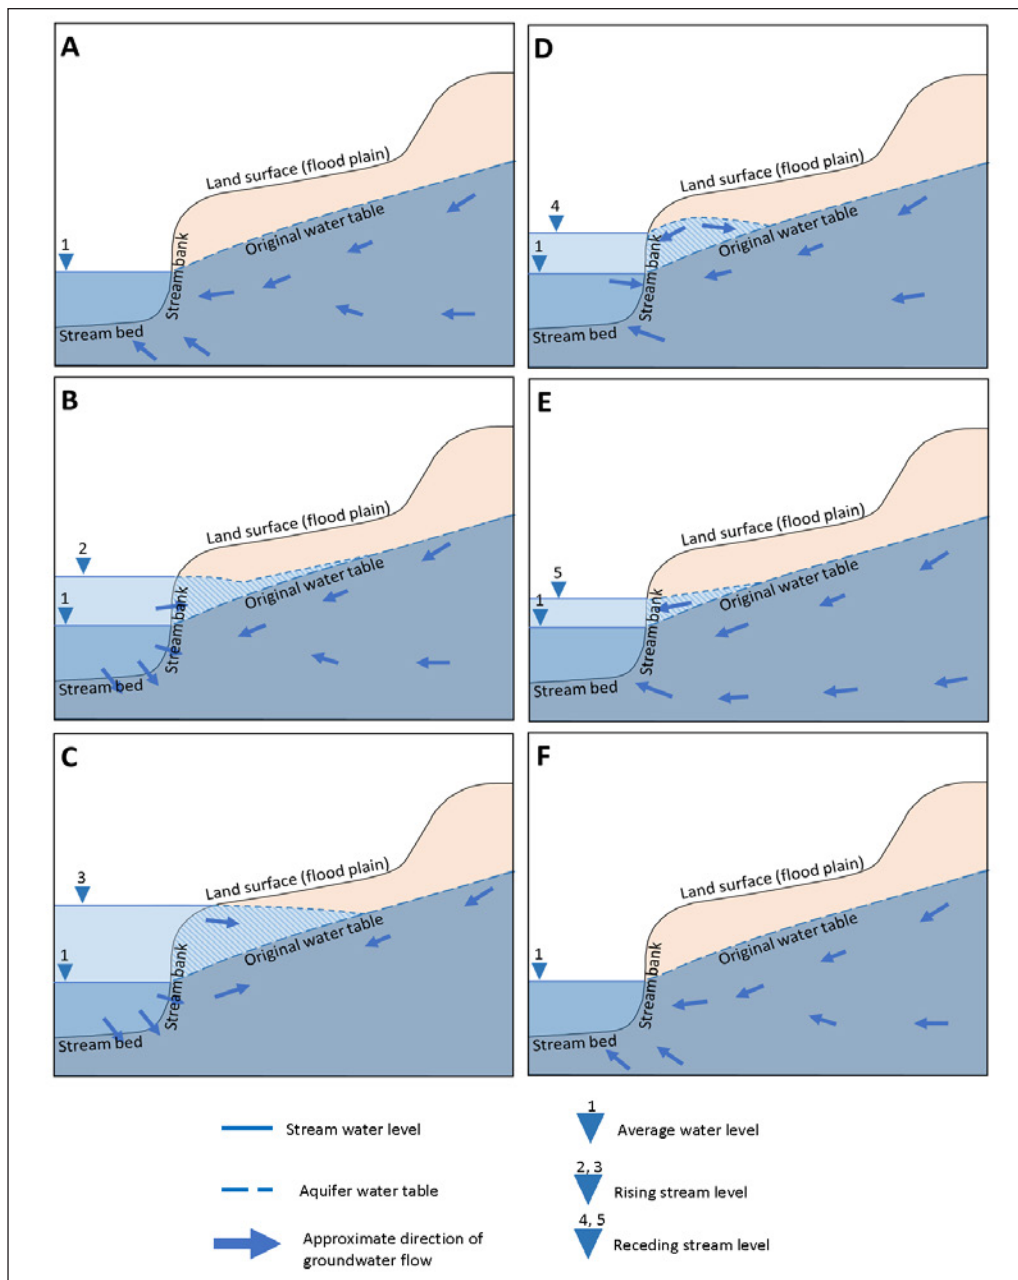 A
Land surface (flood plain)
Original water table
1
Stream bank
Stream bed
D
Land surface (flood plain)
4
Original water table
1
Stream bank
Stream bed
B
Land surface (flood plain)
2
Original water table
1
Stream bank
Stream bed
E
Land surface (flood plain)
5
Original water table
1
Stream bank
Stream bed
C
Land surface (flood plain)
3
Original water table
1
Stream bank
Stream bed
F
Land surface (flood plain)
Original water table
1
Stream bank
Stream bed
Stream water level
1
Average water level
Aquifer water table
2, 3
Rising stream level
Approximate direction of
groundwater flow
4, 5
Receding stream level